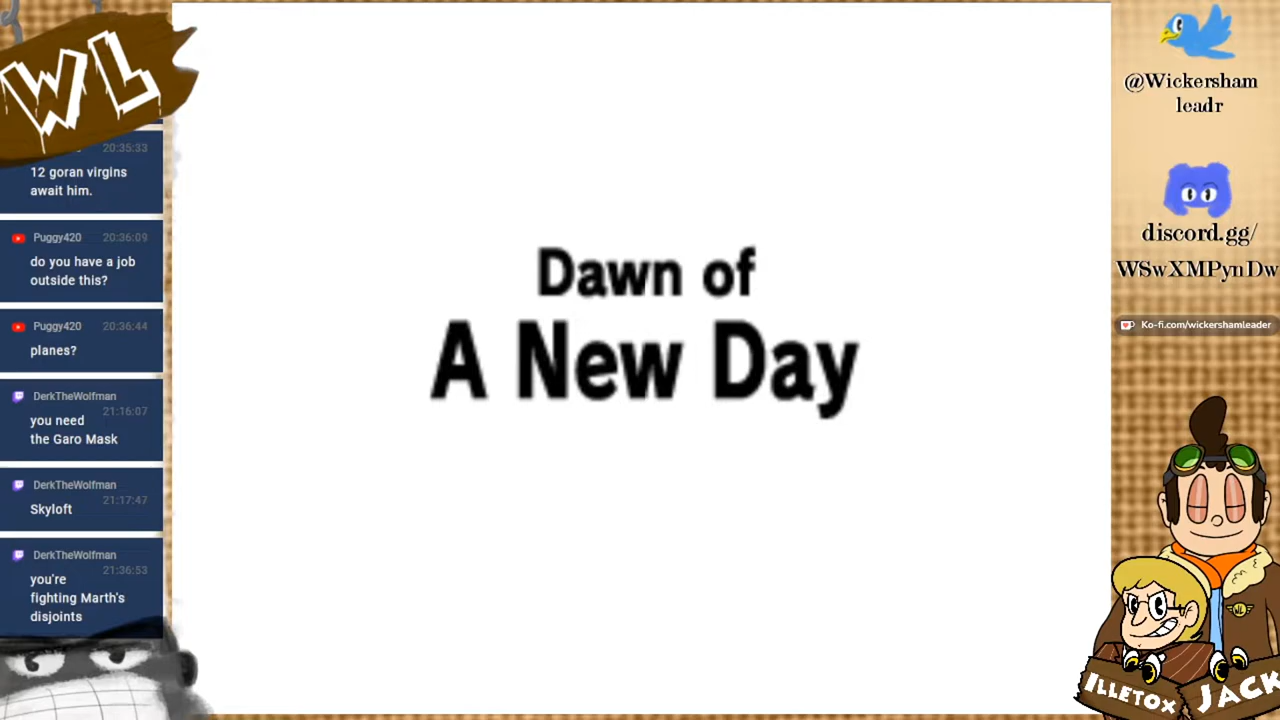 WL
20:35:33
12 goran virgins
await him.
Puggy420 20:36:09
do you have a job
outside this?
Puggy420 20:36:44
planes?
DerkTheWolfman
21:16:07
you need
the Garo Mask
DerkTheWolfman
21:17:47
Skyloft
DerkTheWolfman
21:36:53
you're
fighting Marth's
disjoints
Dawn of
A New Day
@Wickersham
leadr
discord.gg/
WSwXMPynDw
Ko-fi.com/wickershamleader
WL
ILLETOX JACK